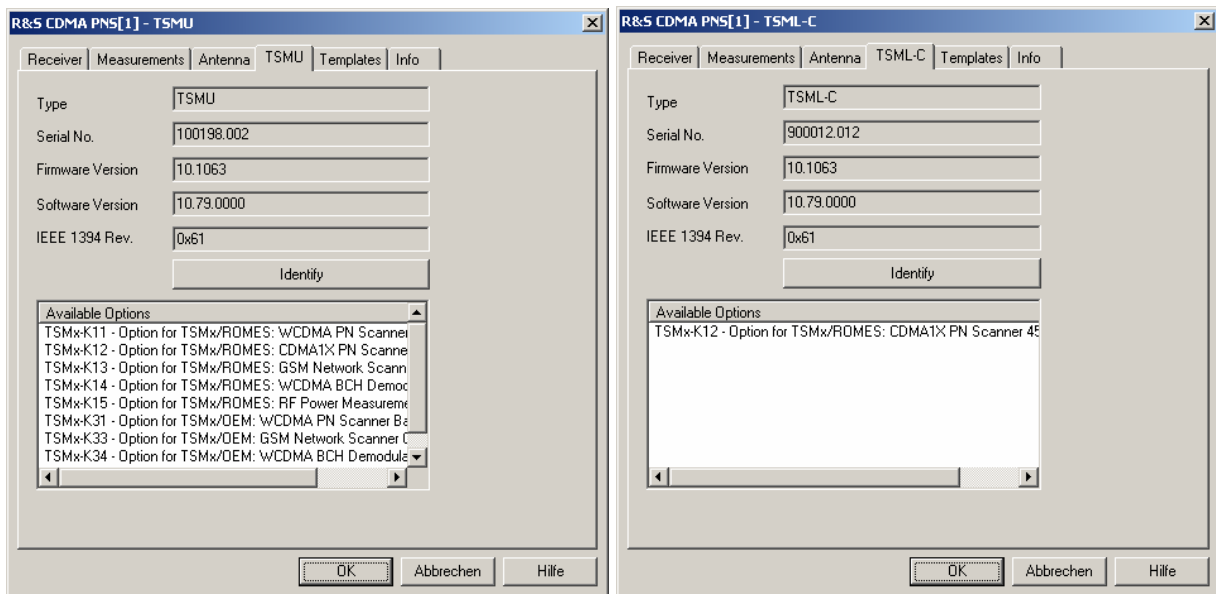 R&S CDMA PNS[1] - TSMU
Receiver Measurements Antenna TSMU Templates Info
Type TSMU
Serial No. 100198.002
Firmware Version 10.1063
Software Version 10.79.0000
IEEE 1394 Rev. 0x61
Identify
Available Options
TSMx-K11 - Option for TSMx/ROMES: WCDMA PN Scanner
TSMx-K12 - Option for TSMx/ROMES: CDMA1X PN Scanne
TSMx-K13 - Option for TSMx/ROMES: GSM Network Scann
TSMx-K14 - Option for TSMx/ROMES: WCDMA BCH Demod
TSMx-K15 - Option for TSMx/ROMES: RF Power Measureme
TSMx-K31 - Option for TSMx/OEM: WCDMA PN Scanner Ba
TSMx-K33 - Option for TSMx/OEM: GSM Network Scanner
TSMx-K34 - Option for TSMx/OEM: WCDMA BCH Demodula
OK Abbrechen Hilfe
R&S CDMA PNS[1] - TSML-C
Receiver Measurements Antenna TSML-C Templates Info
Type TSML-C
Serial No. 900012.012
Firmware Version 10.1063
Software Version 10.79.0000
IEEE 1394 Rev. 0x61
Identify
Available Options
TSMx-K12 - Option for TSMx/ROMES: CDMA1X PN Scanner 45
OK Abbrechen Hilfe